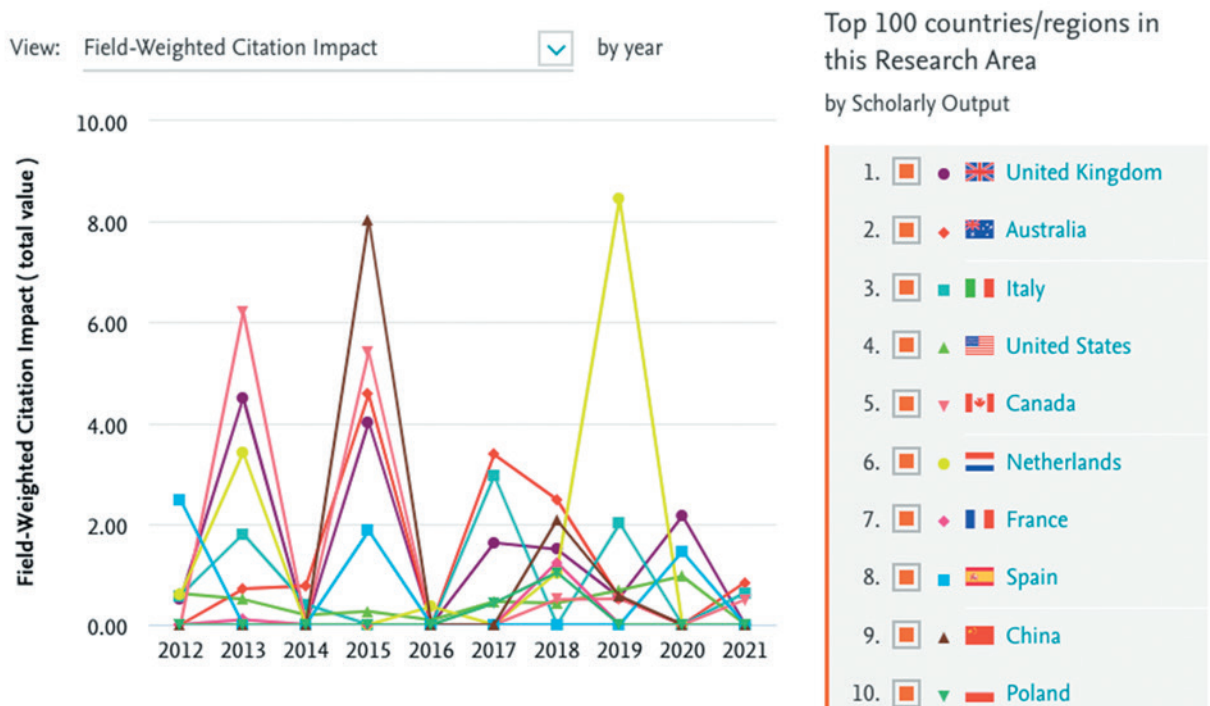 View: Field-Weighted Citation Impact by year
Field-Weighted Citation Impact ( total value )
10.00
8.00
6.00
4.00
2.00
0.00
2012 2013 2014 2015 2016 2017 2018 2019 2020 2021
Top 100 countries/regions in
this Research Area
by Scholarly Output
1. United Kingdom
2. Australia
3. Italy
4. United States
5. Canada
6. Netherlands
7. France
8. Spain
9. China
10. Poland